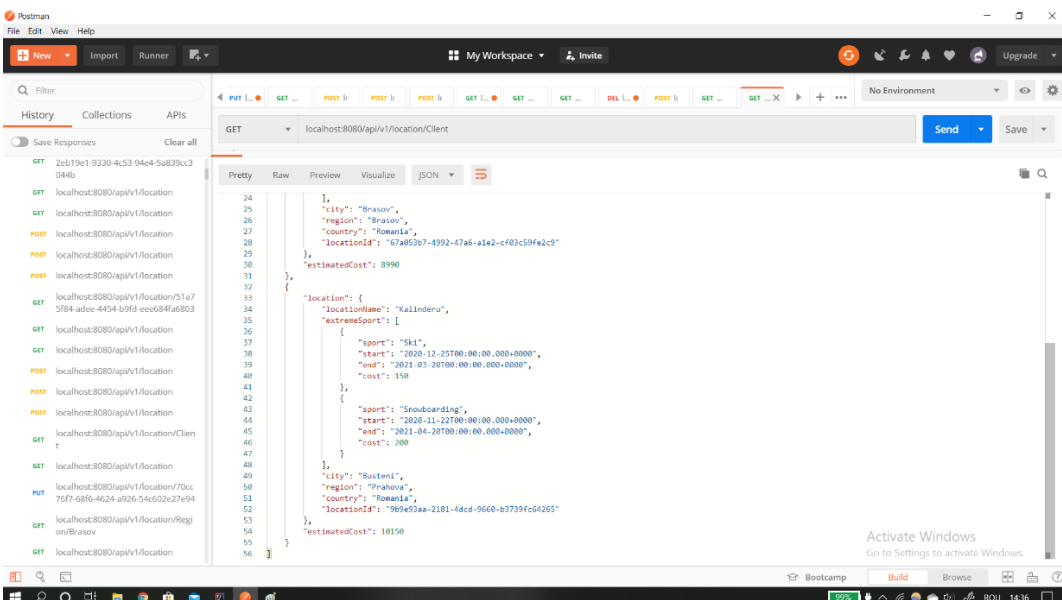 Postman
File Edit View Help
New Import Runner My Workspace Invite Upgrade
Filter
History Collections APIs
Save Responses Clear all
GET 2eb19e1-9330-4c53-94e4-5a839cc3
044b
GET localhost:8080/api/v1/location
GET localhost:8080/api/v1/location
POST localhost:8080/api/v1/location
POST localhost:8080/api/v1/location
POST localhost:8080/api/v1/location
GET localhost:8080/api/v1/location/51a7
5f84-adee-4454-b9fd-eee684fa6803
GET localhost:8080/api/v1/location
GET localhost:8080/api/v1/location
POST localhost:8080/api/v1/location
POST localhost:8080/api/v1/location
POST localhost:8080/api/v1/location
GET localhost:8080/api/v1/location/Clien
t
GET localhost:8080/api/v1/location
PUT localhost:8080/api/v1/location/70cc
76f7-68f6-4624-a926-54c602e27e94
GET localhost:8080/api/v1/location/Regi
on/Brasov
GET localhost:8080/api/v1/location
PUT L... GET ... POST POST POST GET L... GET ... GET ... DEL L... POST GET ... GET ... X + ••• No Environment
GET localhost:8080/api/v1/location/Client Send Save
Pretty Raw Preview Visualize JSON
24 ],
25 "city": "Brasov",
26 "region": "Brasov",
27 "country": "Romania",
28 "locationId": "67a053b7-4992-47a6-a1e2-cf03c59fe2c9"
29 },
30 "estimatedCost": 8990
31 },
32 {
33 "location": {
34 "locationName": "Kalinderu",
35 "extremeSport": [
36 {
37 "sport": "Ski",
38 "start": "2020-12-25T00:00:00.000+0000",
39 "end": "2021-03-20T00:00:00.000+0000",
40 "cost": 150
41 },
42 {
43 "sport": "Snowboarding",
44 "start": "2020-11-22T00:00:00.000+0000",
45 "end": "2021-04-20T00:00:00.000+0000",
46 "cost": 200
47 }
48 ],
49 "city": "Busteni",
50 "region": "Prahova",
51 "country": "Romania",
52 "locationId": "9b9e93aa-2181-4dcd-9660-b3739fc64265"
53 },
54 "estimatedCost": 10150
55 }
56 ]
Activate Windows
Go to Settings to activate Windows.
Bootcamp Build Browse
99% ROU 14:36